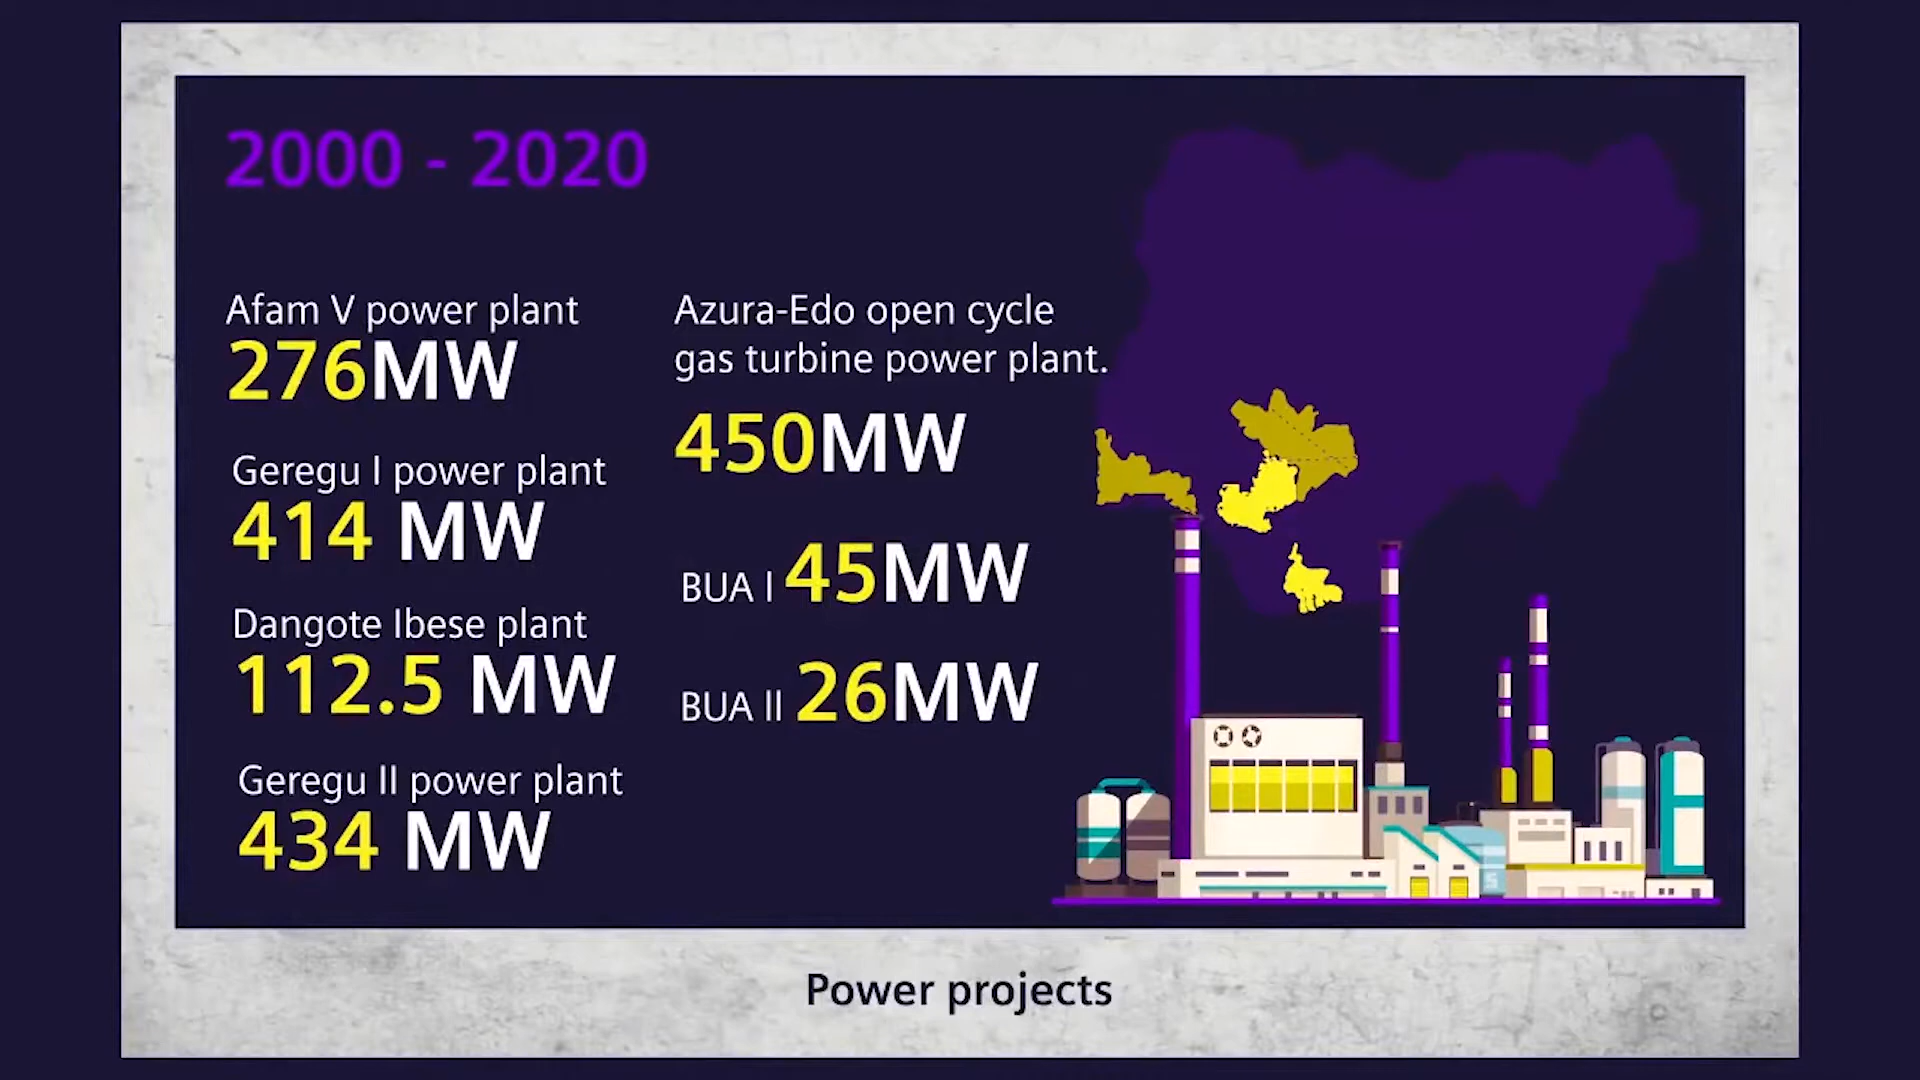 2000 - 2020
Afam V power plant
276MW
Geregu I power plant
414 MW
Dangote Ibese plant
112.5 MW
Geregu II power plant
434 MW
Azura-Edo open cycle
gas turbine power plant.
450MW
BUA I 45MW
BUA II 26MW
Power projects